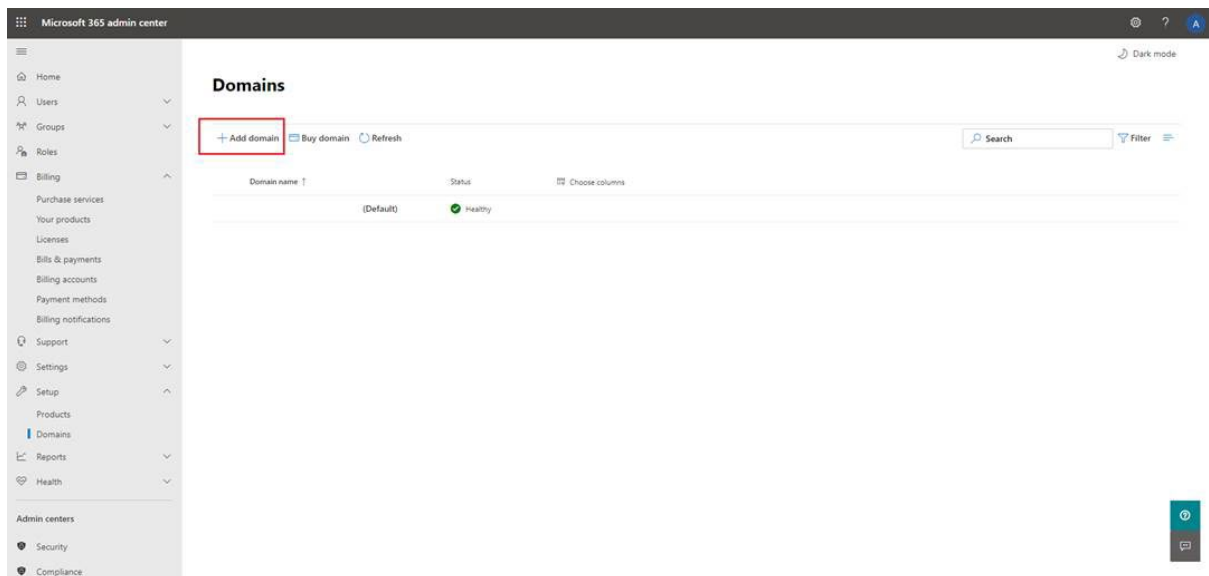 Microsoft 365 admin center
?
A
Dark mode
Home
Users
Groups
Roles
Billing
Purchase services
Your products
Licenses
Bills & payments
Billing accounts
Payment methods
Billing notifications
Support
Settings
Setup
Products
Domains
Reports
Health
Admin centers
Security
Compliance
Domains
+ Add domain Buy domain Refresh
Search
Filter
Domain name ↑ Status Choose columns
(Default) Healthy